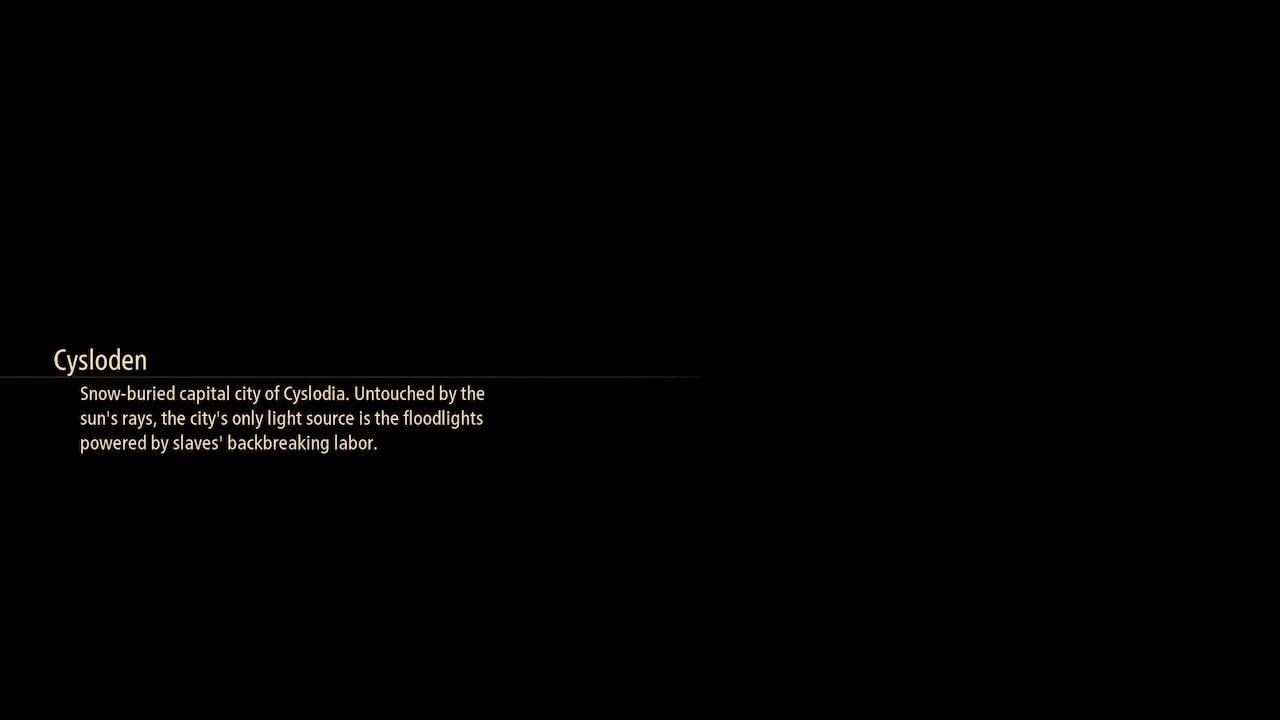 Cysloden
Snow-buried capital city of Cyslodia. Untouched by the
sun's rays, the city's only light source is the floodlights
powered by slaves' backbreaking labor.